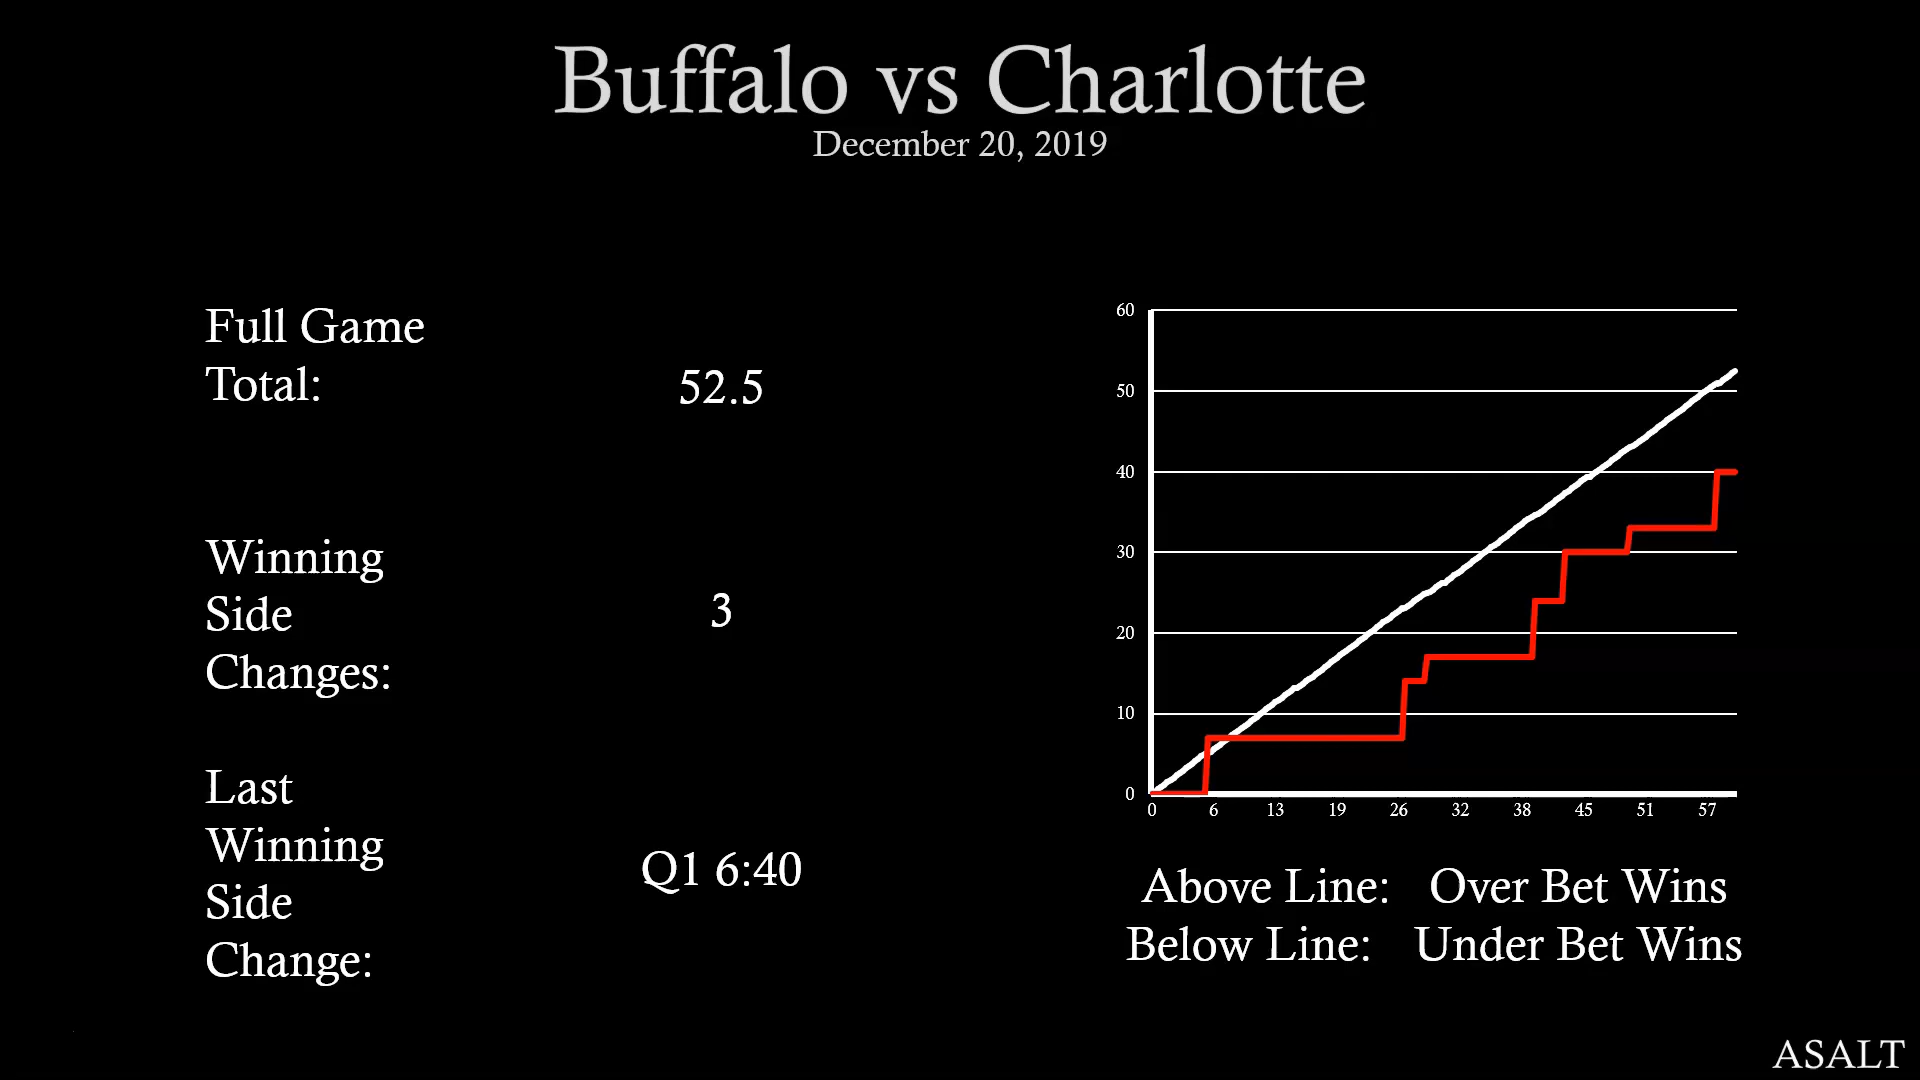 Buffalo vs Charlotte
December 20, 2019
Full Game
Total:
52.5
Winning
Side
Changes:
3
Last
Winning
Side
Change:
Q1 6:40
60
50
40
30
20
10
0
0 6 13 19 26 32 38 45 51 57
Above Line: Over Bet Wins
Below Line: Under Bet Wins
ASALT